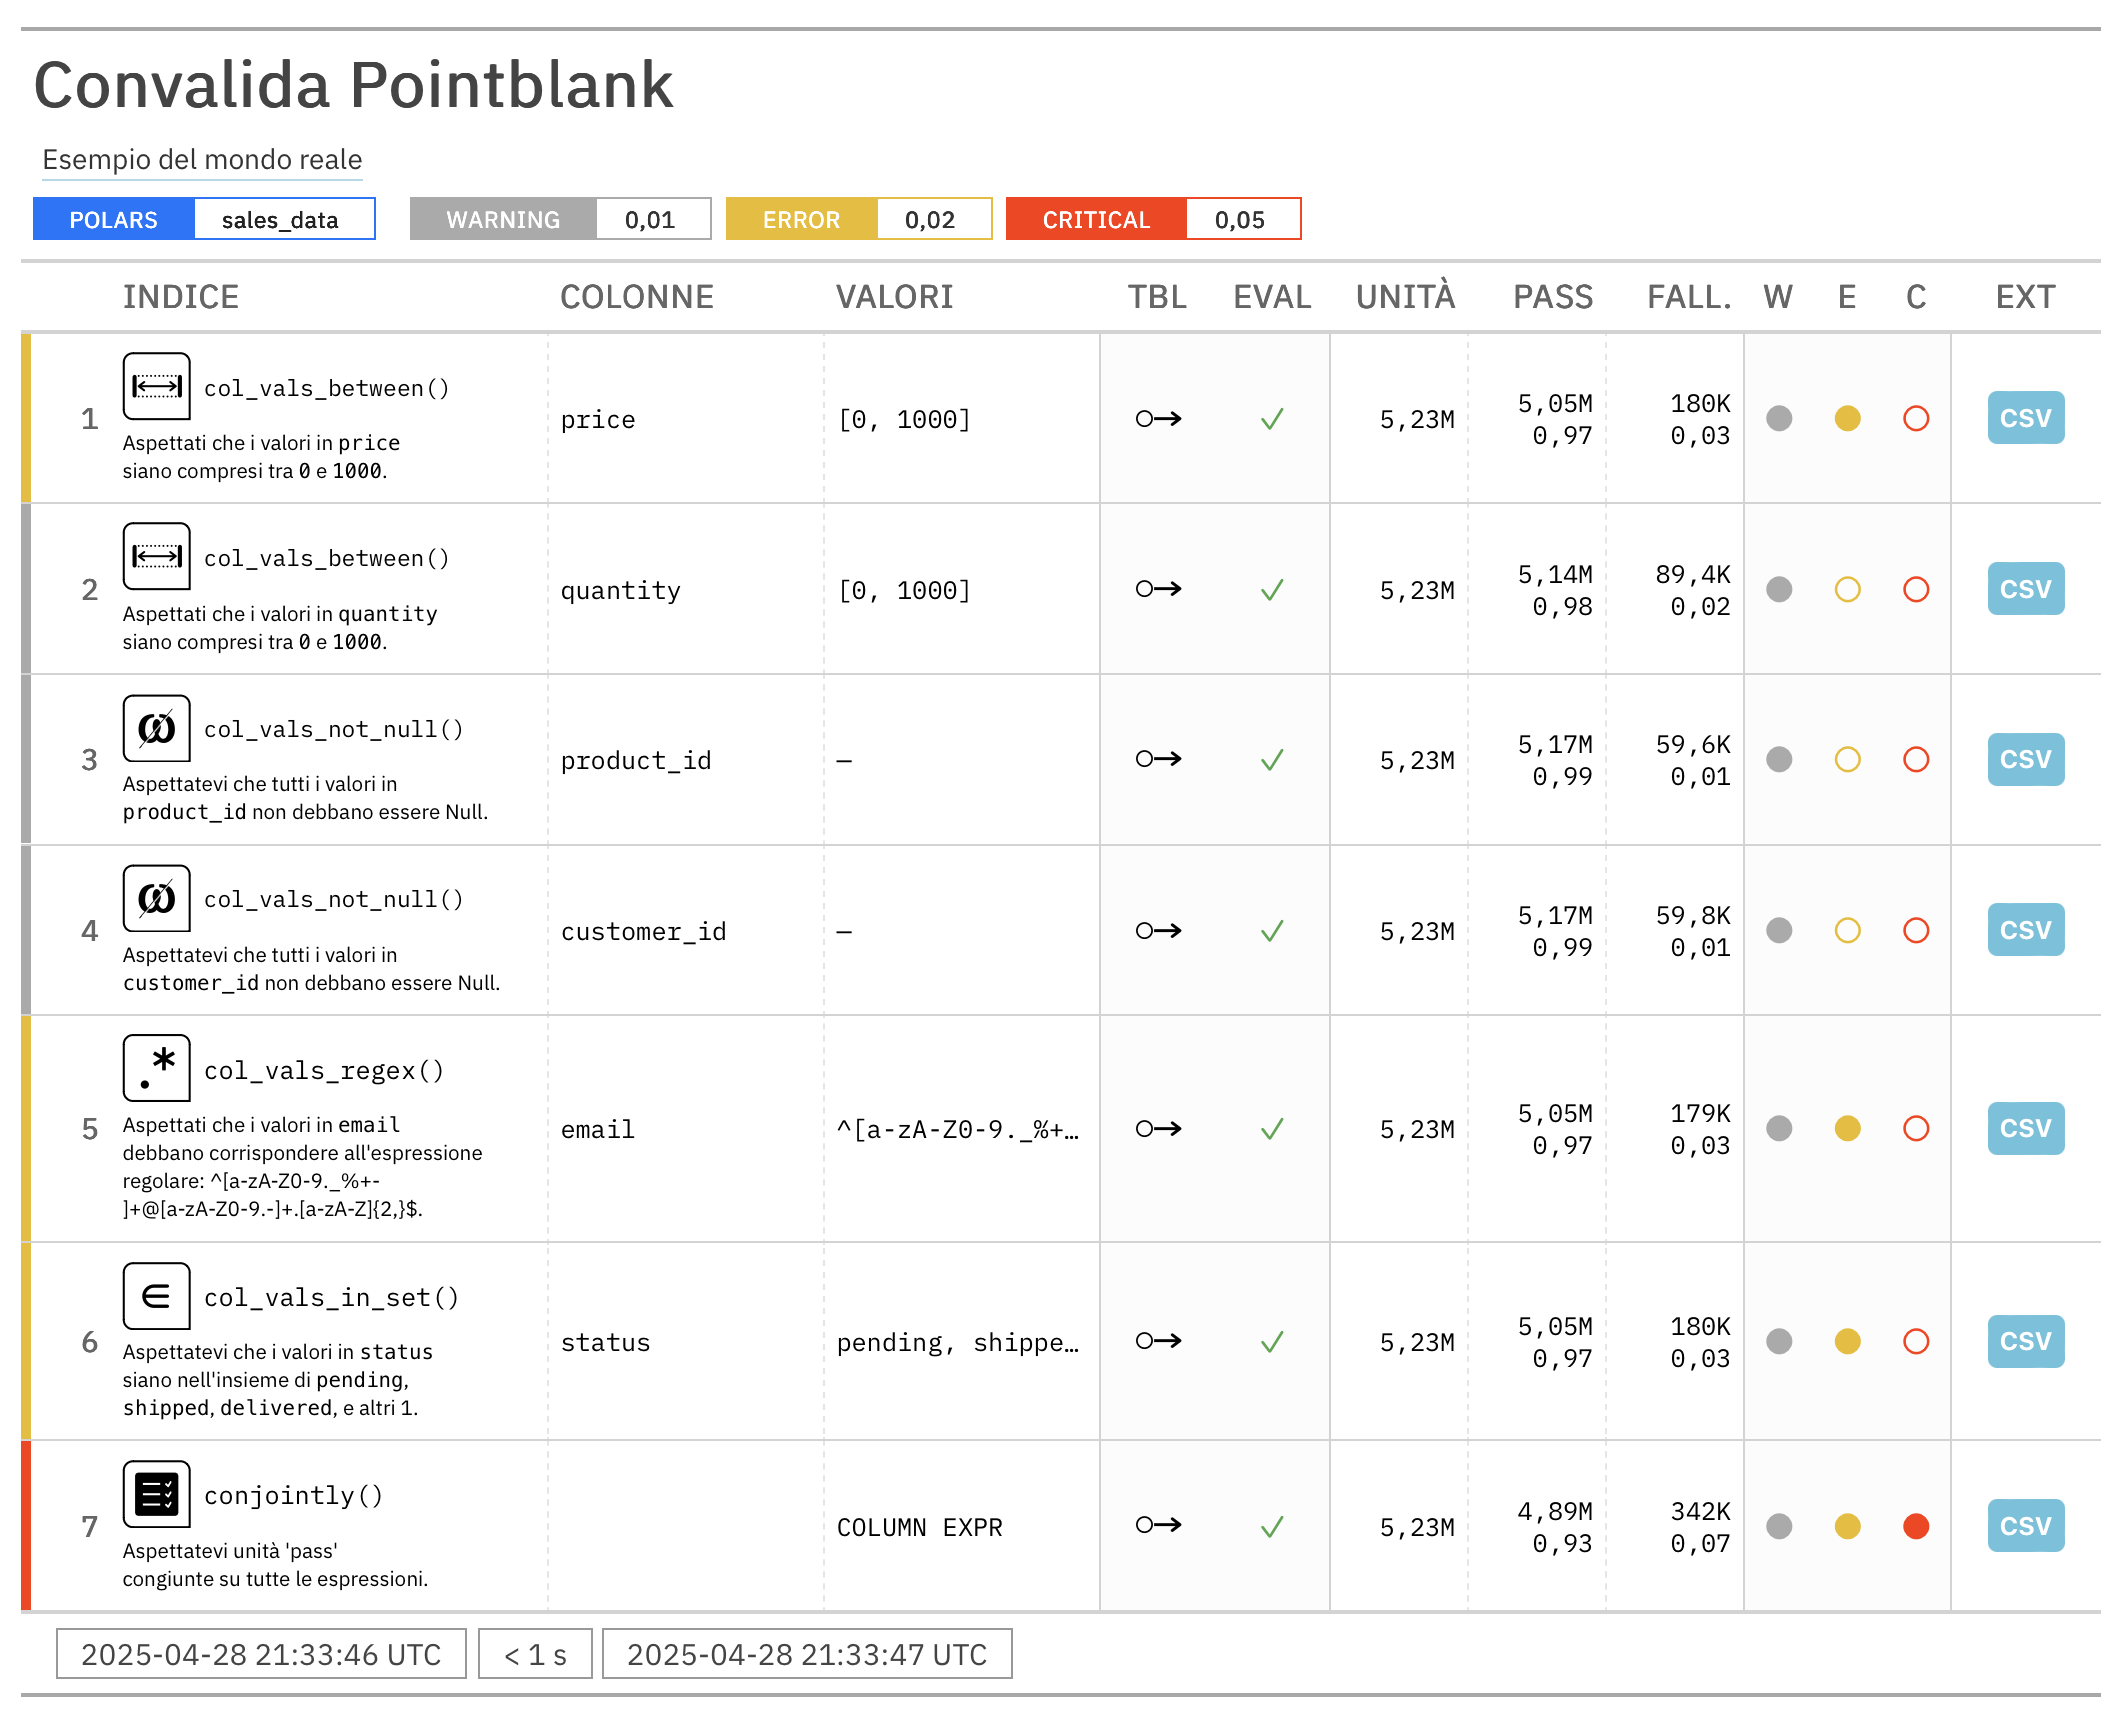 Convalida Pointblank
Esempio del mondo reale
POLARS sales_data WARNING 0,01 ERROR 0,02 CRITICAL 0,05
INDICE COLONNE VALORI TBL EVAL UNITÀ PASS FALL. W E C EXT
1 col_vals_between()
Aspettati che i valori in price
siano compresi tra 0 e 1000.
price [0, 1000] 5,23M 5,05M 180K CSV
0,97 0,03
2 col_vals_between()
Aspettati che i valori in quantity
siano compresi tra 0 e 1000.
quantity [0, 1000] 5,23M 5,14M 89,4K CSV
0,98 0,02
3 col_vals_not_null()
Aspettatevi che tutti i valori in
product_id non debbano essere Null.
product_id — 5,23M 5,17M 59,6K CSV
0,99 0,01
4 col_vals_not_null()
Aspettatevi che tutti i valori in
customer_id non debbano essere Null.
customer_id — 5,23M 5,17M 59,8K CSV
0,99 0,01
5 col_vals_regex()
Aspettati che i valori in email
debbano corrispondere all'espressione
regolare: ^[a-zA-Z0-9._%+-
]+@[a-zA-Z0-9.-]+.[a-zA-Z]{2,}$.
email ^[a-zA-Z0-9._%+… 5,23M 5,05M 179K CSV
0,97 0,03
6 col_vals_in_set()
Aspettatevi che i valori in status
siano nell'insieme di pending,
shipped, delivered, e altri 1.
status pending, shippe… 5,23M 5,05M 180K CSV
0,97 0,03
7 conjointly()
Aspettatevi unità 'pass'
congiunte su tutte le espressioni.
COLUMN EXPR 5,23M 4,89M 342K CSV
0,93 0,07
2025-04-28 21:33:46 UTC < 1 s 2025-04-28 21:33:47 UTC